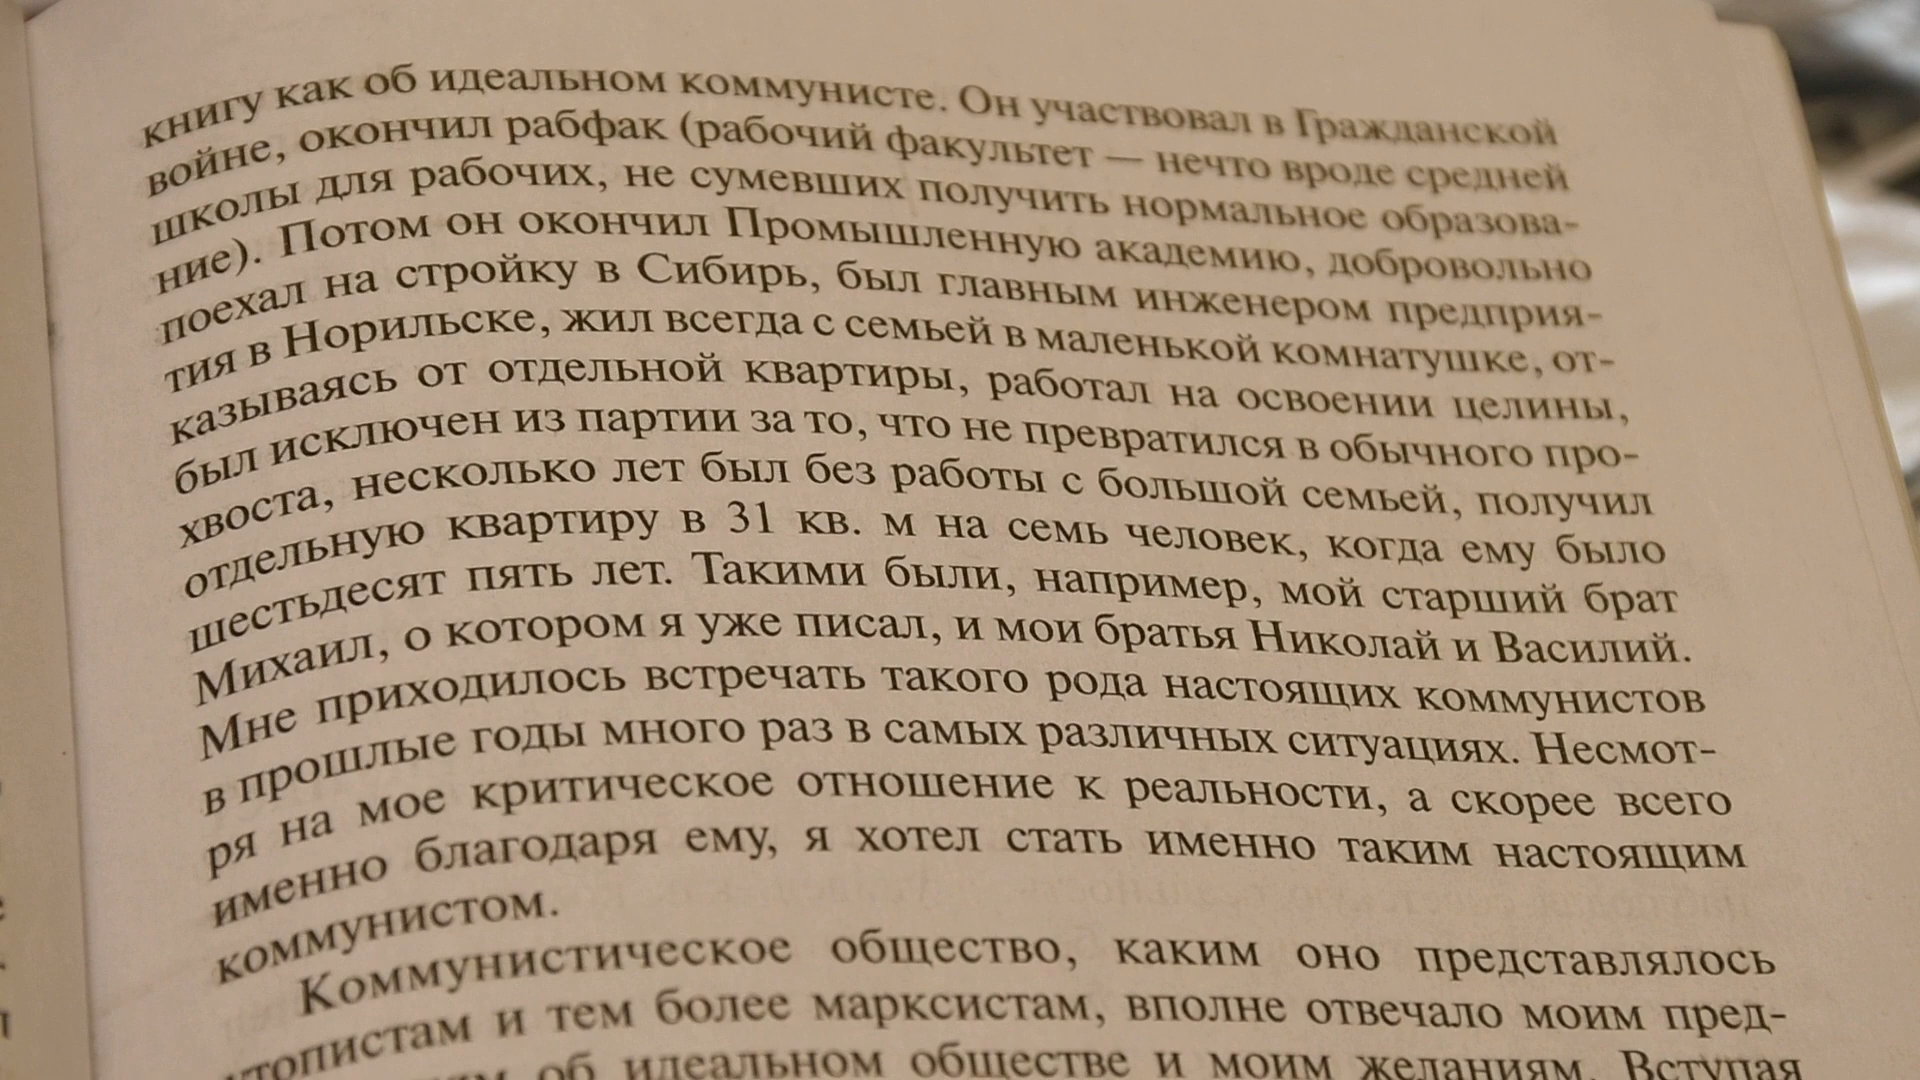 книгу как об идеальном коммунисте. Он участвовал в Гражданской
войне, окончил рабфак (рабочий факультет — нечто вроде средней
школы для рабочих, не сумевших получить нормальное образова-
ние). Потом он окончил Промышленную академию, добровольно
поехал на стройку в Сибирь, был главным инженером предприя-
тия в Норильске, жил всегда с семьей в маленькой комнатушке, от-
казываясь от отдельной квартиры, работал на освоении целины,
был исключен из партии за то, что не превратился в обычного про-
хвоста, несколько лет был без работы с большой семьей, получил
отдельную квартиру в 31 кв. м на семь человек, когда ему было
шестьдесят пять лет. Такими были, например, мой старший брат
Михаил, о котором я уже писал, и мои братья Николай и Василий.
Мне приходилось встречать такого рода настоящих коммунистов
в прошлые годы много раз в самых различных ситуациях. Несмот-
ря на мое критическое отношение к реальности, а скорее всего
именно благодаря ему, я хотел стать именно таким настоящим
коммунистом.
Коммунистическое общество, каким оно представлялось
утопистам и тем более марксистам, вполне отвечало моим пред-
об идеальном обществе и моим желаниям. Вступая